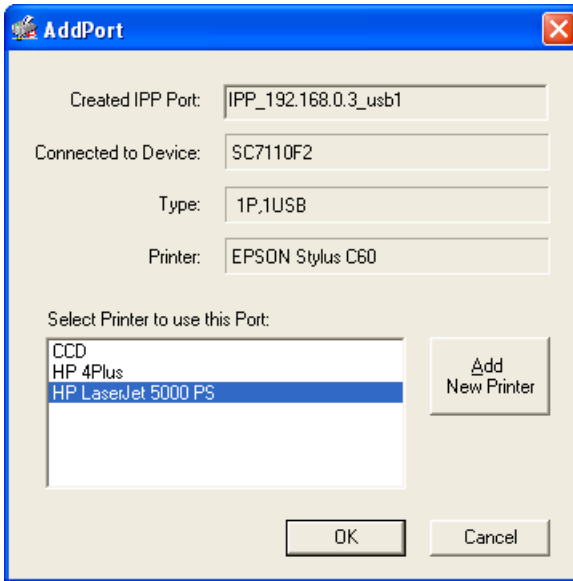 AddPort
Created IPP Port: IPP_192.168.0.3_usb1
Connected to Device: SC7110F2
Type: 1P,1USB
Printer: EPSON Stylus C60
Select Printer to use this Port:
CCD
HP 4Plus
HP LaserJet 5000 PS
Add
New Printer
OK Cancel